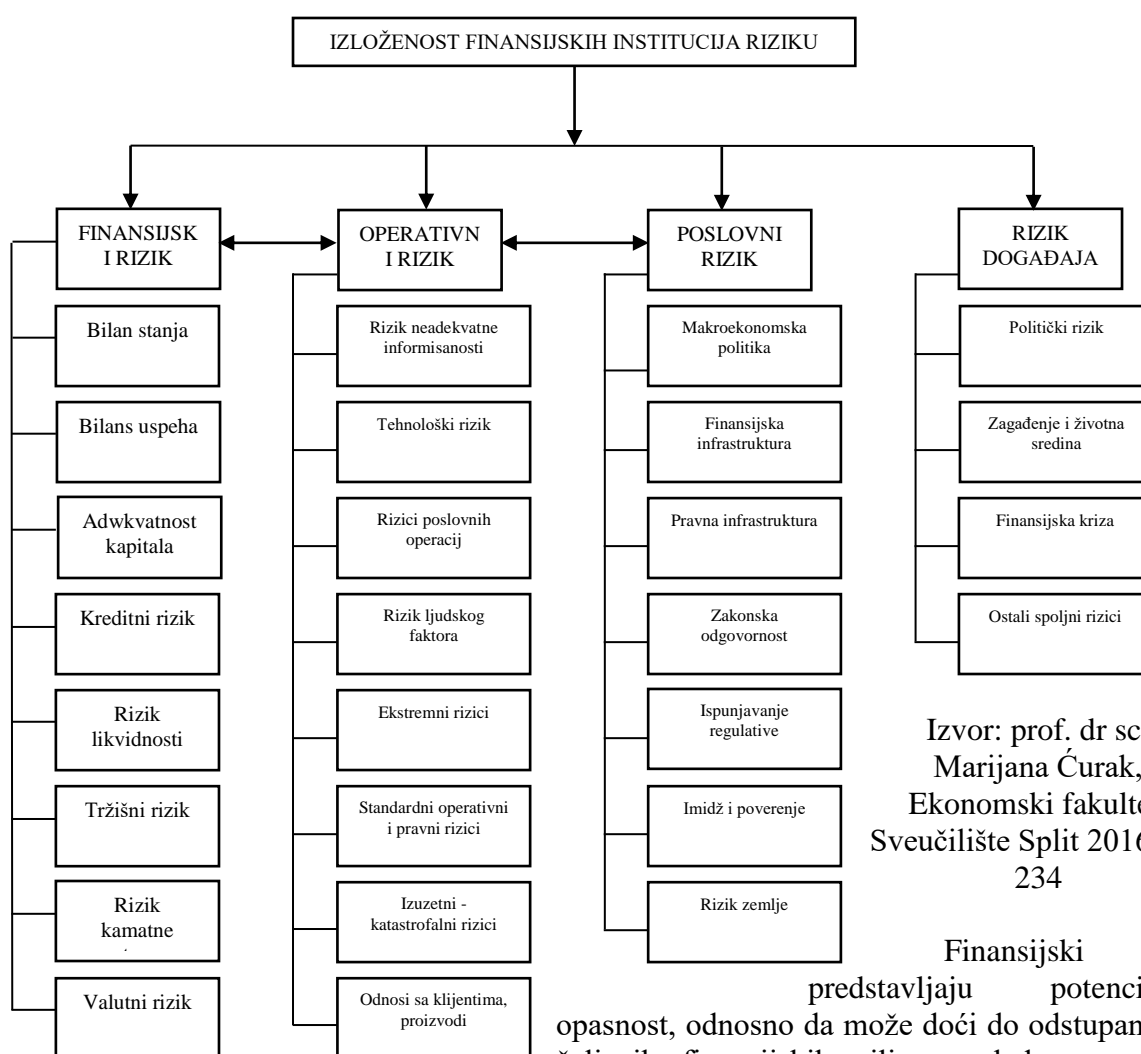 IZLOŽENOST FINANSIJSKIH INSTITUCIJA RIZIKU
FINANSIJSK
I RIZIK
OPERATIVN
I RIZIK
POSLOVNI
RIZIK
RIZIK
DOGAĐAJA
Bilan stanja
Bilans uspeha
Adwkvatnost
kapitala
Kreditni rizik
Rizik
likvidnosti
Tržišni rizik
Rizik
kamatne
Valutni rizik
Rizik neadekvatne
informisanosti
Tehnološki rizik
Rizici poslovnih
operacij
Rizik ljudskog
faktora
Ekstremni rizici
Standardni operativni
i pravni rizici
Izuzetni -
katastrofalni rizici
Odnosi sa klijentima,
proizvodi
Makroekonomska
politika
Finansijska
infrastruktura
Pravna infrastruktura
Zakonska
odgovornost
Ispunjavanje
regulative
Imidž i poverenje
Rizik zemlje
Politički rizik
Zagađenje i životna
sredina
Finansijska kriza
Ostali spoljni rizici
Izvor: prof. dr sc
Marijana Ćurak,
Ekonomski fakulte
Sveučilište Split 2016
234
Finansijski
predstavljaju potenci
opasnost, odnosno da može doći do odstupan